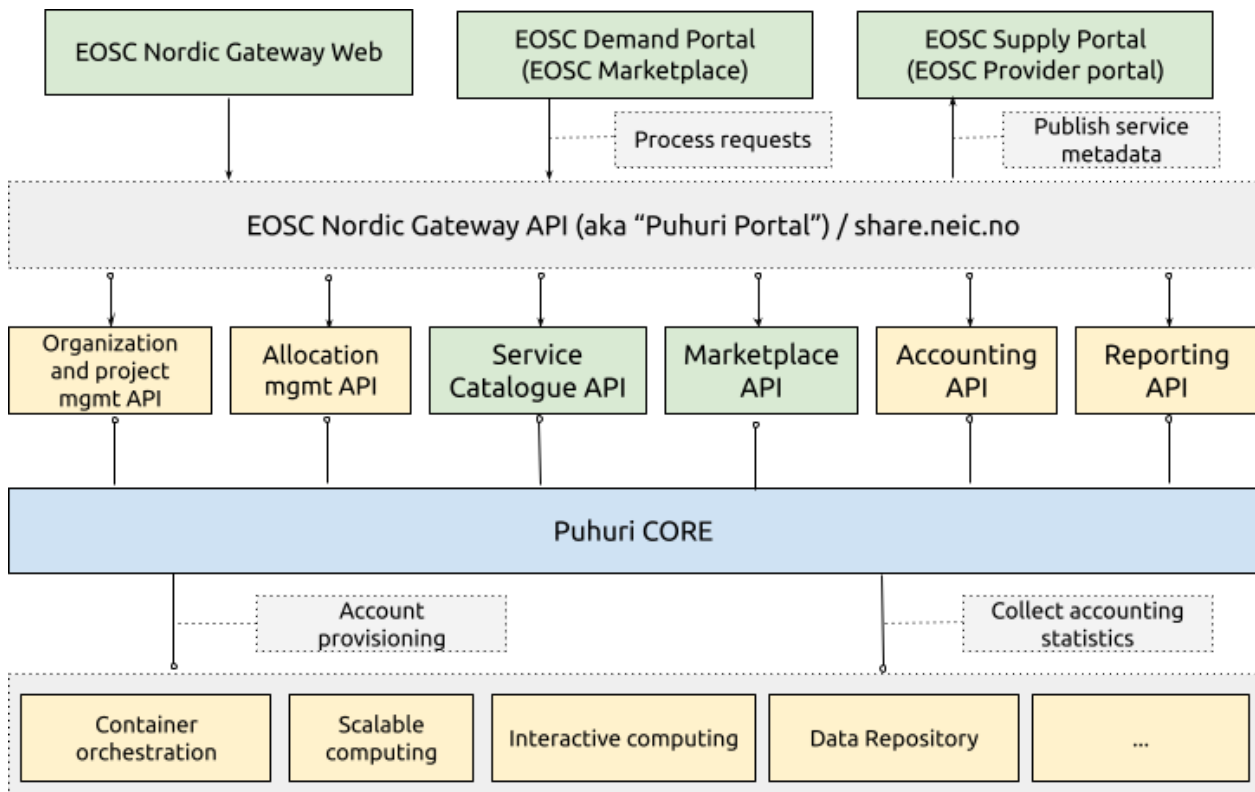 EOSC Nordic Gateway Web
EOSC Demand Portal
(EOSC Marketplace)
EOSC Supply Portal
(EOSC Provider portal)
Process requests
Publish service
metadata
EOSC Nordic Gateway API (aka “Puhuri Portal”) / share.neic.no
Organization
and project
mgmt API
Allocation
mgmt API
Service
Catalogue API
Marketplace
API
Accounting
API
Reporting
API
Puhuri CORE
Account
provisioning
Collect accounting
statistics
Container
orchestration
Scalable
computing
Interactive computing
Data Repository
...